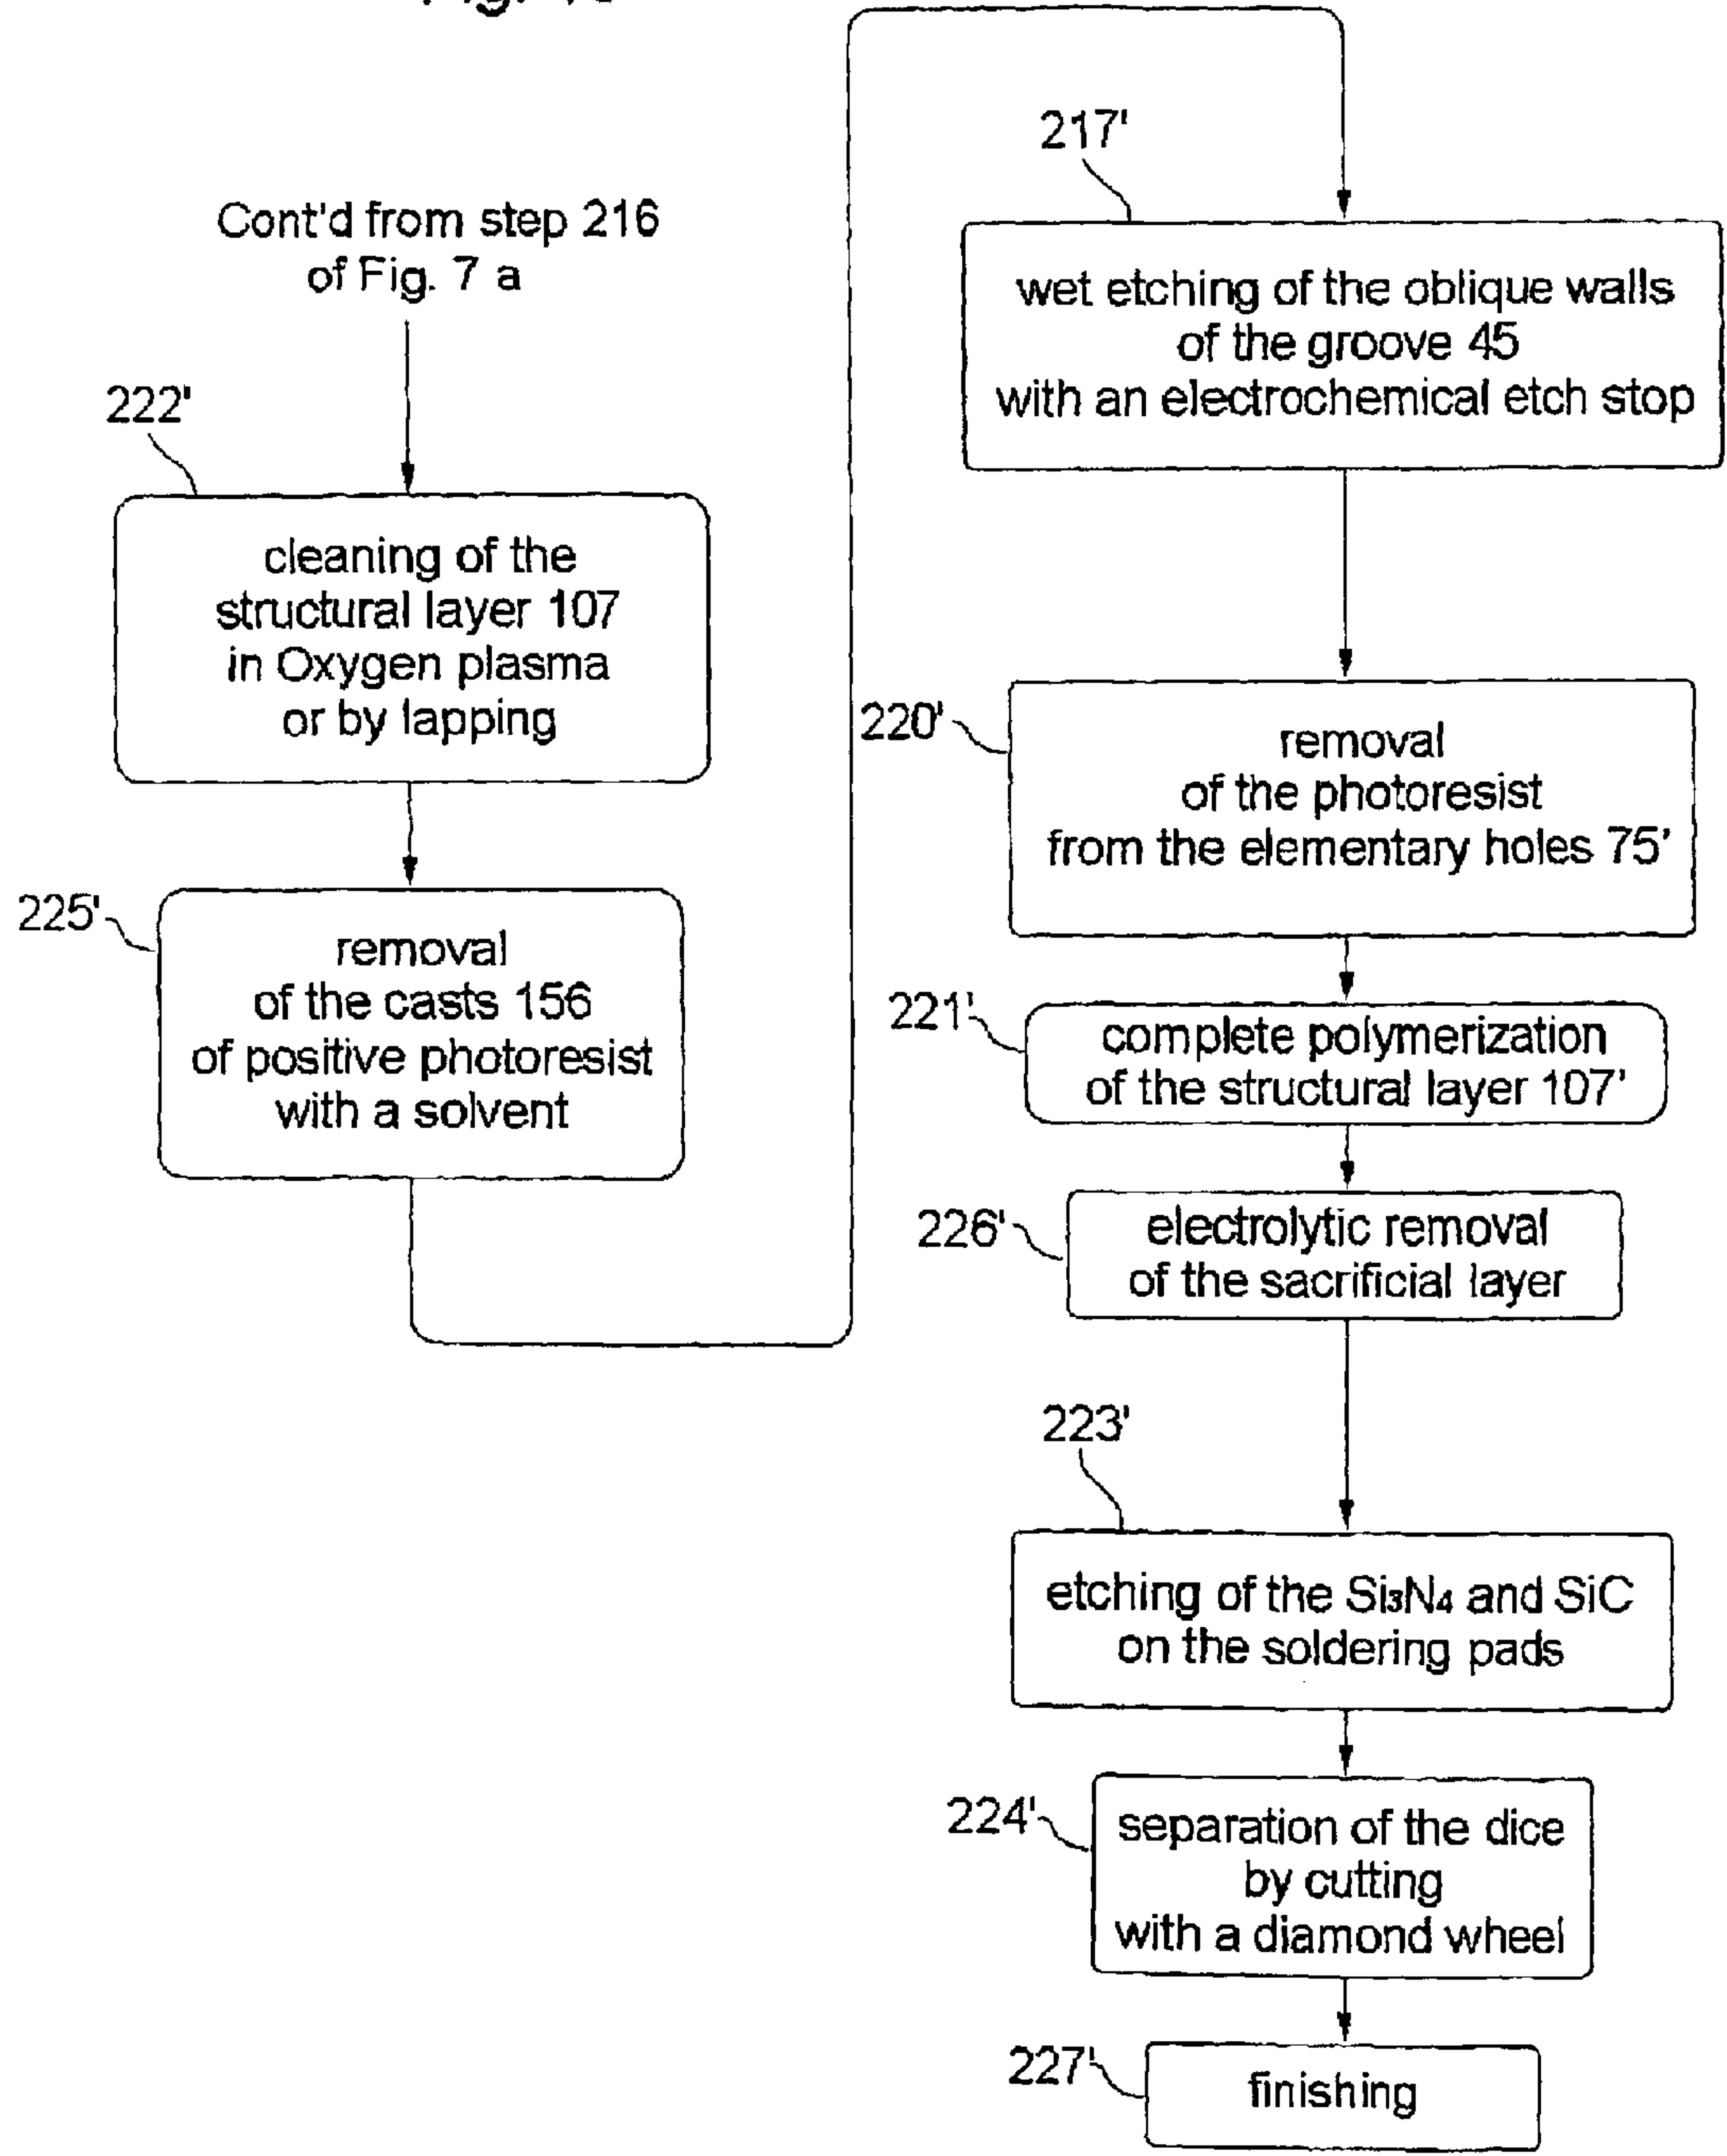 Cont'd from step 216
of Fig. 7 a
222'
cleaning of the
structural layer 107
in Oxygen plasma
or by lapping
225'
removal
of the casts 156
of positive photoresist
with a solvent
217'
wet etching of the oblique walls
of the groove 45
with an electrochemical etch stop
220'
removal
of the photoresist
from the elementary holes 75'
221'
complete polymerization
of the structural layer 107'
226'
electrolytic removal
of the sacrificial layer
223'
etching of the Si₃N₄ and SiC
on the soldering pads
224'
separation of the dice
by cutting
with a diamond wheel
227'
finishing